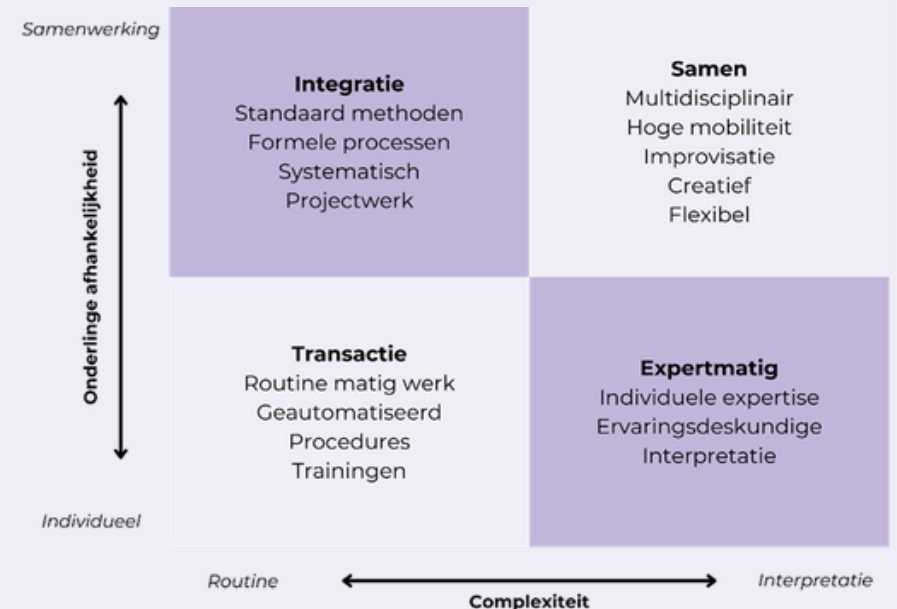 Samenwerking
Integratie
Standaard methoden
Formele processen
Systematisch
Projectwerk
Samen
Multidisciplinair
Hoge mobiliteit
Improvisatie
Creatief
Flexibel
Onderlinge afhankelijkheid
Transactie
Routine matig werk
Geautomatiseerd
Procedures
Trainingen
Expertmatig
Individuele expertise
Ervaringsdeskundige
Interpretatie
Individueel
Routine
Interpretatie
Complexiteit